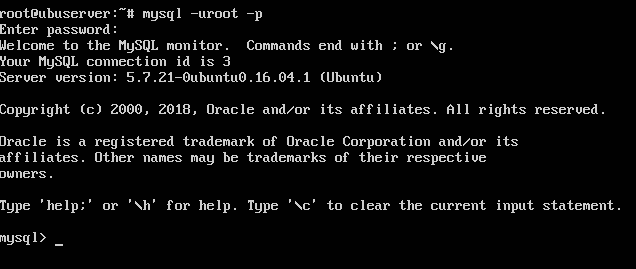 root@ubuserver:~# mysql -uroot -p
Enter password:
Welcome to the MySQL monitor.  Commands end with ; or \g.
Your MySQL connection id is 3
Server version: 5.7.21-0ubuntu0.16.04.1 (Ubuntu)
Copyright (c) 2000, 2018, Oracle and/or its affiliates. All rights reserved.
Oracle is a registered trademark of Oracle Corporation and/or its
affiliates. Other names may be trademarks of their respective
owners.
Type 'help;' or '\h' for help. Type '\c' to clear the current input statement.
mysql> _